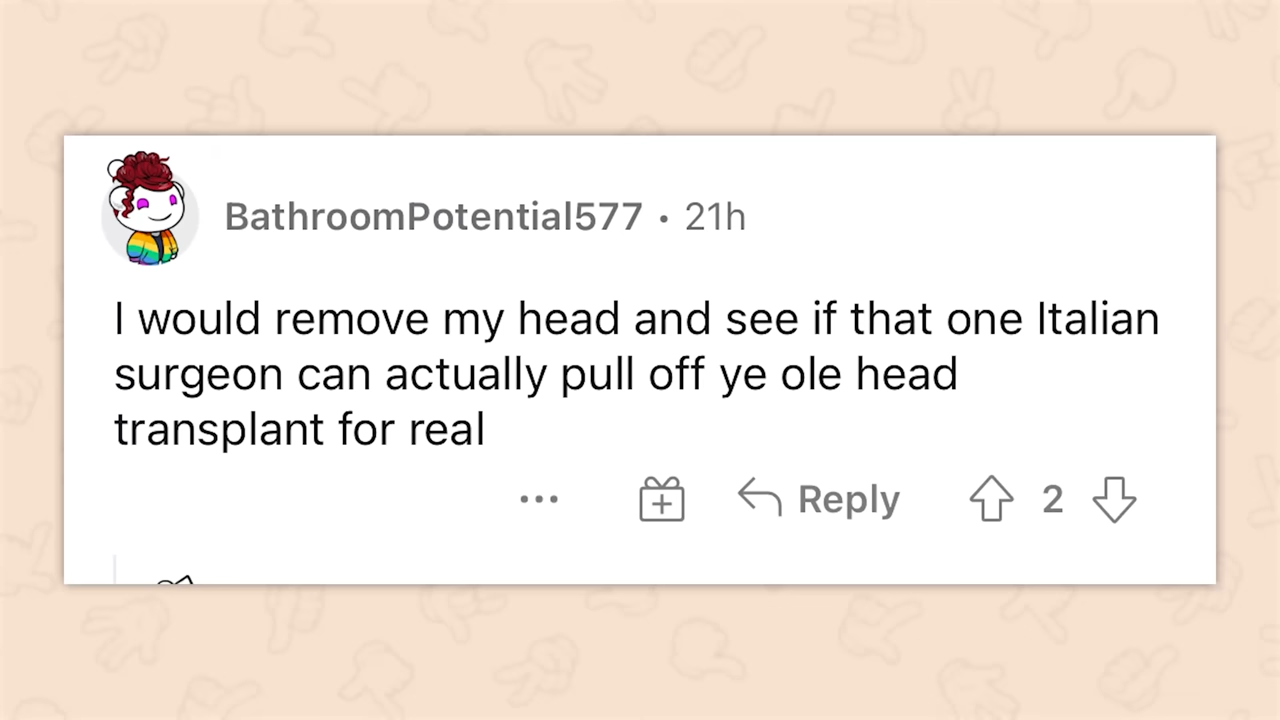 BathroomPotential577 · 21h
I would remove my head and see if that one Italian
surgeon can actually pull off ye ole head
transplant for real
Reply 2